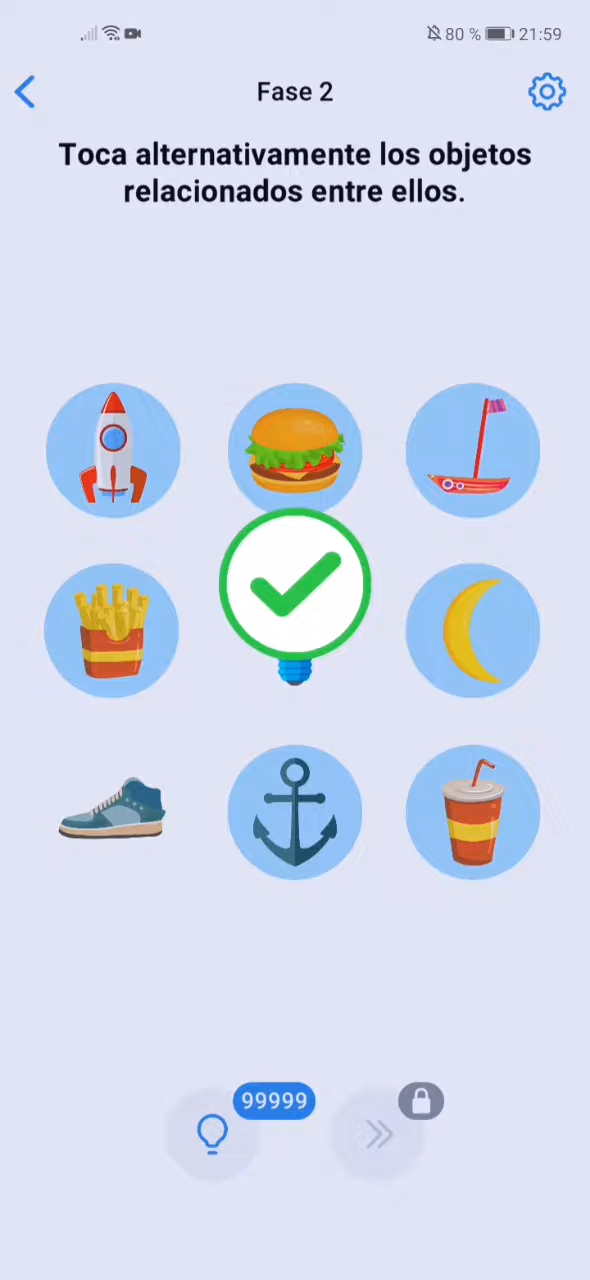 80 % 21:59
Fase 2
Toca alternativamente los objetos
relacionados entre ellos.
99999